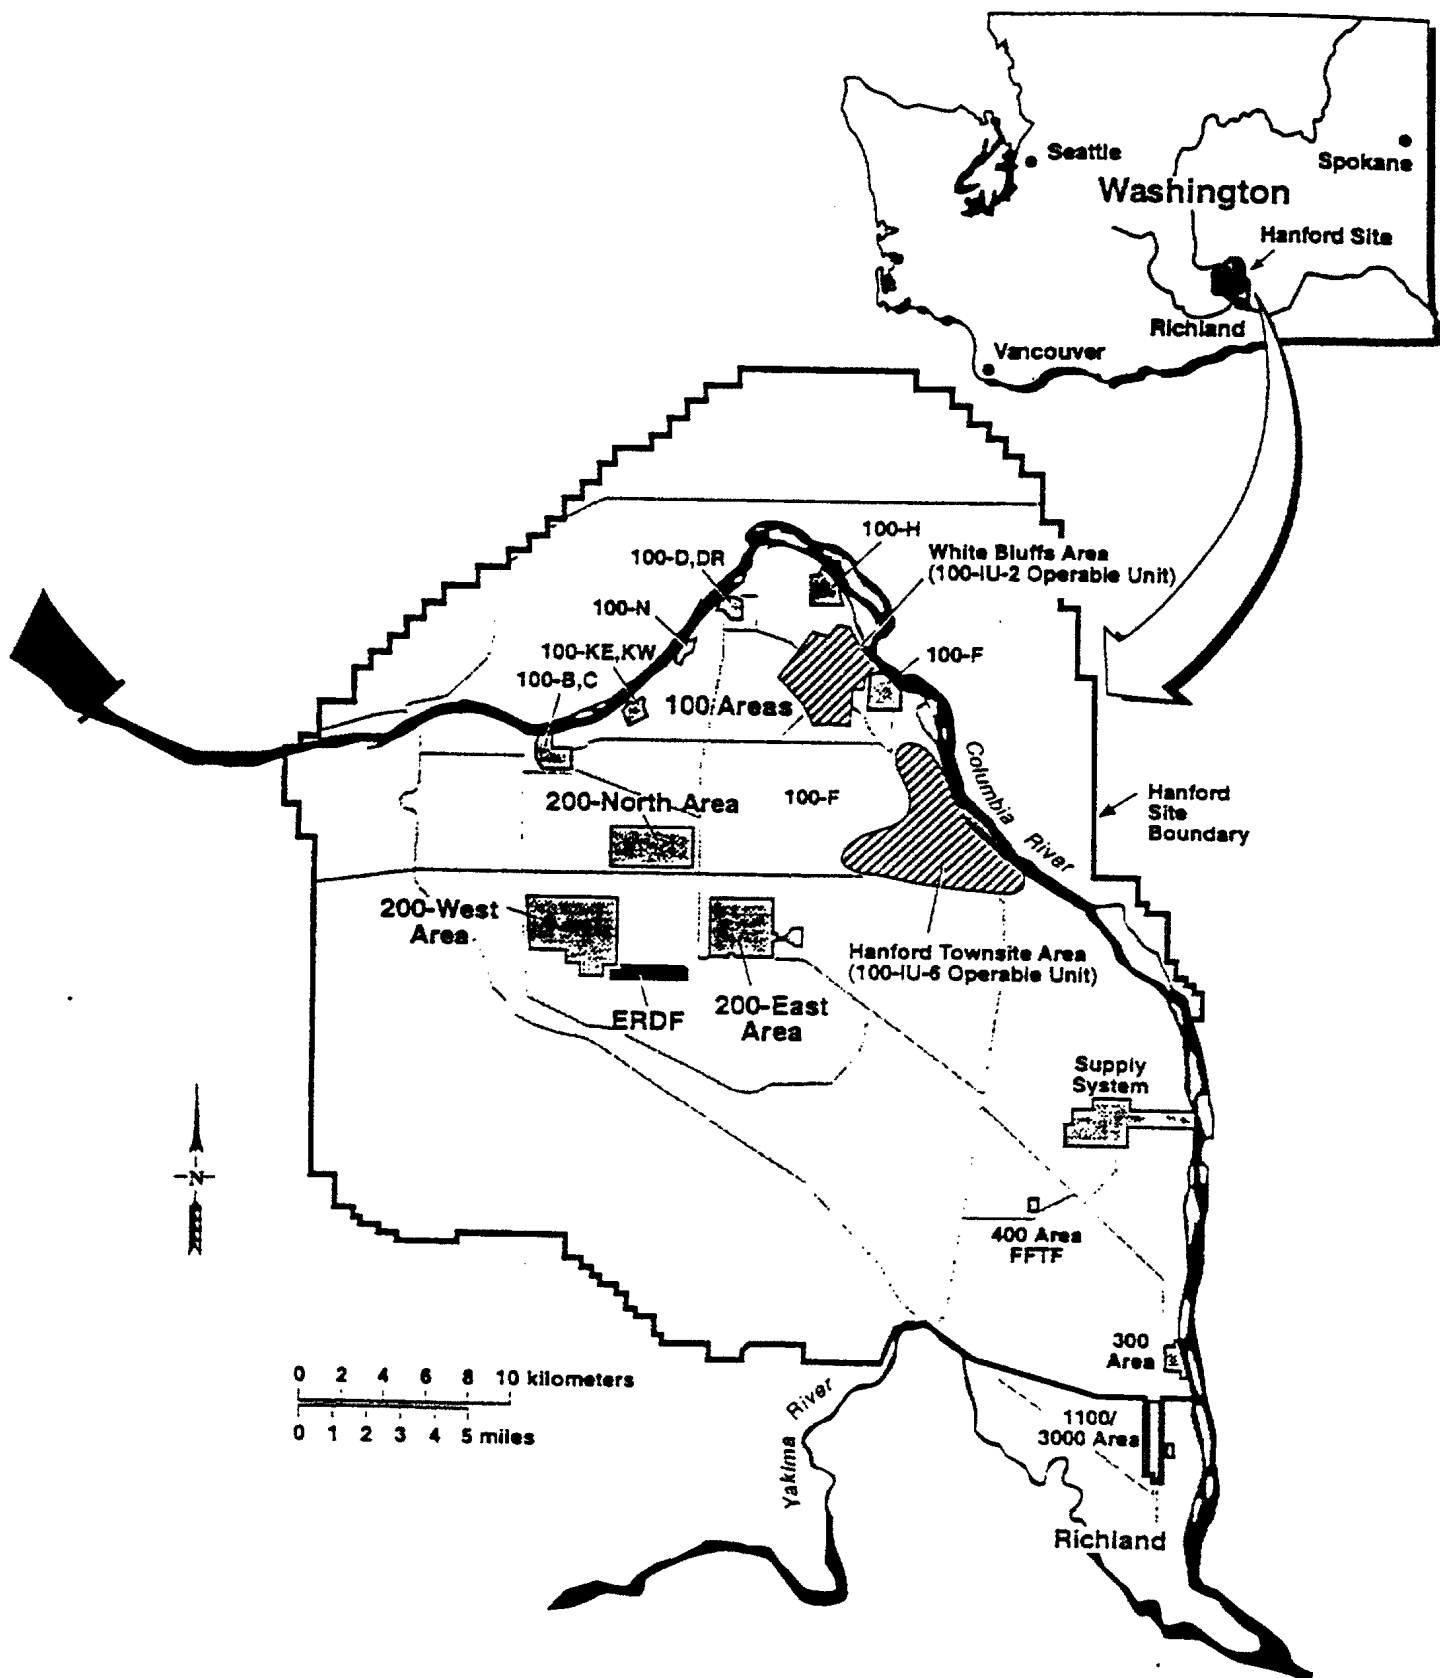 Seattle
Spokane
Washington
Hanford Site
Richland
Vancouver
100-H
White Bluffs Area
(100-IU-2 Operable Unit)
100-D,DR
100-N
100-KE,KW
100-F
100-B,C
100 Areas
Columbia River
200-North Area
100-F
Hanford
Site
Boundary
200-West
Area
Hanford Townsite Area
(100-IU-6 Operable Unit)
ERDF
200-East
Area
Supply
System
N
400 Area
FFTF
300
Area
0 2 4 6 8 10 kilometers
0 1 2 3 4 5 miles
Yakima River
1100/
3000 Area
Richland